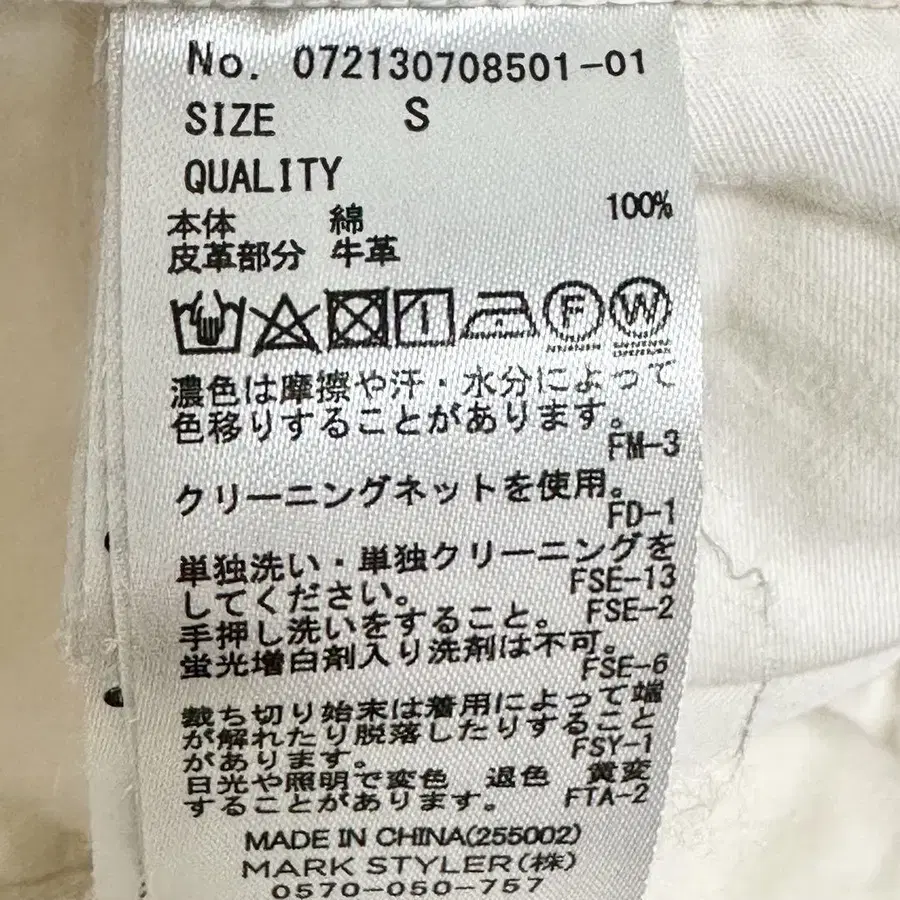 No. 072130708501-01
SIZE S
QUALITY
本体 綿 100%
皮革部分 牛革
F W
濃色は摩擦や汗・水分によって
色移りすることがあります。
FM-3
クリーニングネットを使用。
FD-1
単独洗い・単独クリーニングを
してください。 FSE-13
手押し洗いをすること。 FSE-2
蛍光増白剤入り洗剤は不可。
FSE-6
裁ち切り始末は着用によって端
が解れたり脱落したりすること
があります。 FSY-1
日光や照明で変色 退色 黄変
することがあります。 FTA-2
MADE IN CHINA(255002)
MARK STYLER(株)
0570-050-757